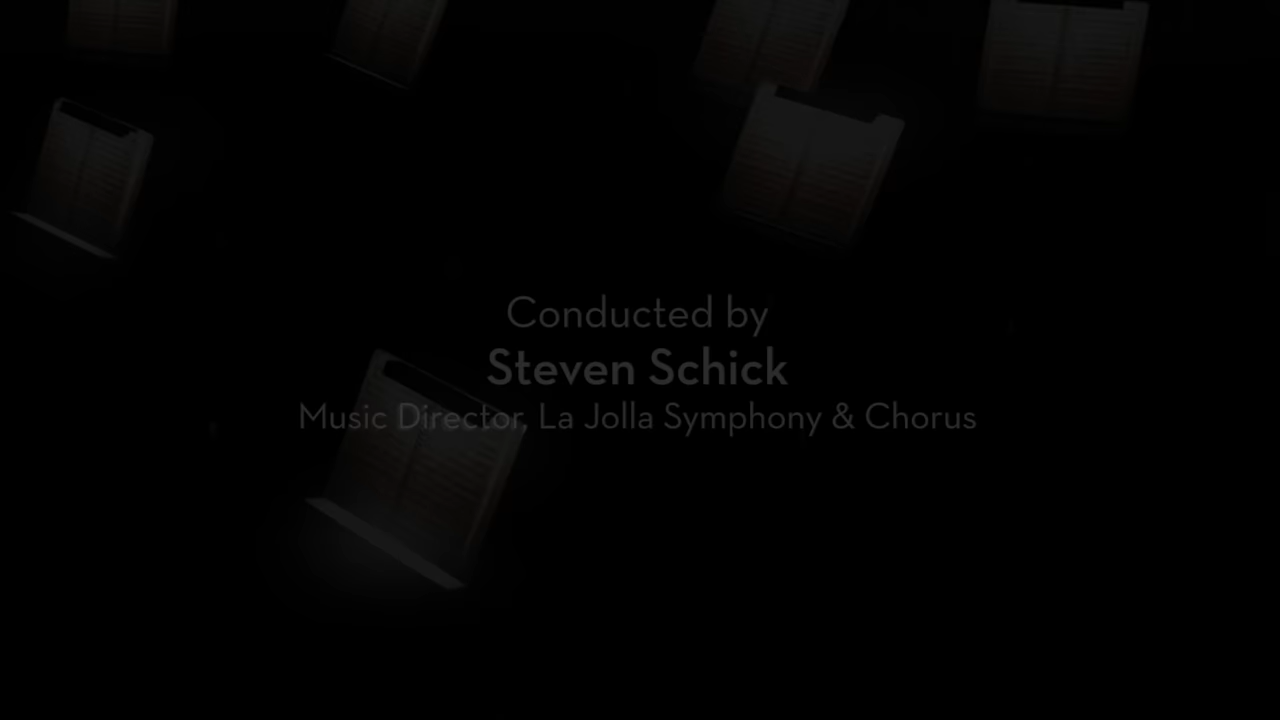 Conducted by
Steven Schick
Music Director, La Jolla Symphony & Chorus